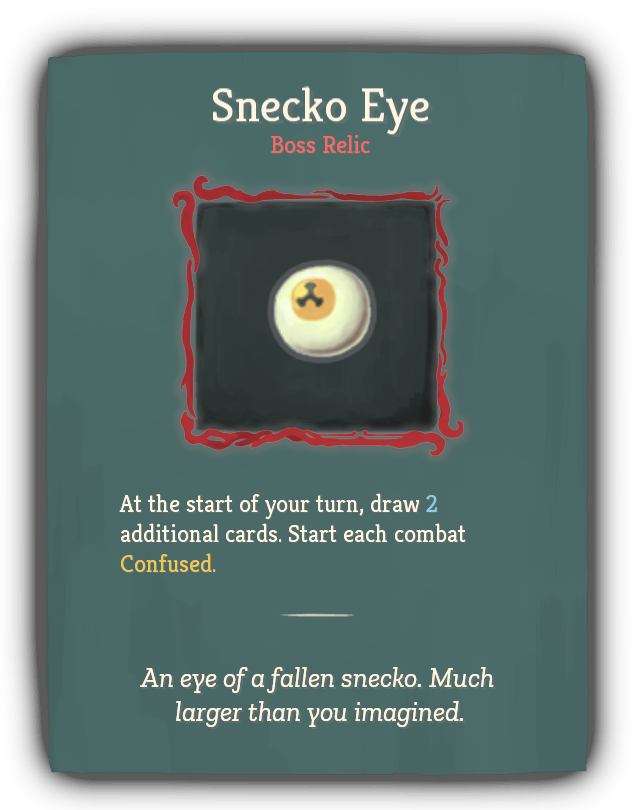 Snecko Eye
Boss Relic
At the start of your turn, draw 2
additional cards. Start each combat
Confused.
An eye of a fallen snecko. Much
larger than you imagined.